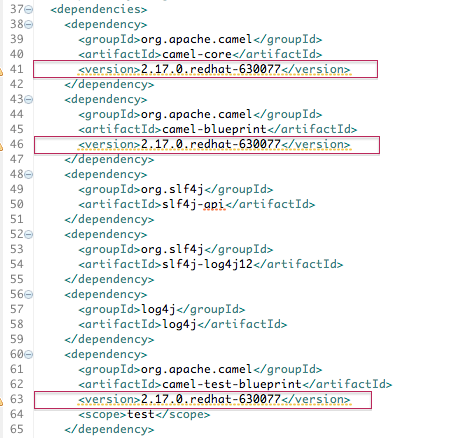 37 <dependencies>
38 <dependency>
39 <groupId>org.apache.camel</groupId>
40 <artifactId>camel-core</artifactId>
41 <version>2.17.0.redhat-630077</version>
42 </dependency>
43 <dependency>
44 <groupId>org.apache.camel</groupId>
45 <artifactId>camel-blueprint</artifactId>
46 <version>2.17.0.redhat-630077</version>
47 </dependency>
48 <dependency>
49 <groupId>org.slf4j</groupId>
50 <artifactId>slf4j-api</artifactId>
51 </dependency>
52 <dependency>
53 <groupId>org.slf4j</groupId>
54 <artifactId>slf4j-log4j12</artifactId>
55 </dependency>
56 <dependency>
57 <groupId>log4j</groupId>
58 <artifactId>log4j</artifactId>
59 </dependency>
60 <dependency>
61 <groupId>org.apache.camel</groupId>
62 <artifactId>camel-test-blueprint</artifactId>
63 <version>2.17.0.redhat-630077</version>
64 <scope>test</scope>
65 </dependency>